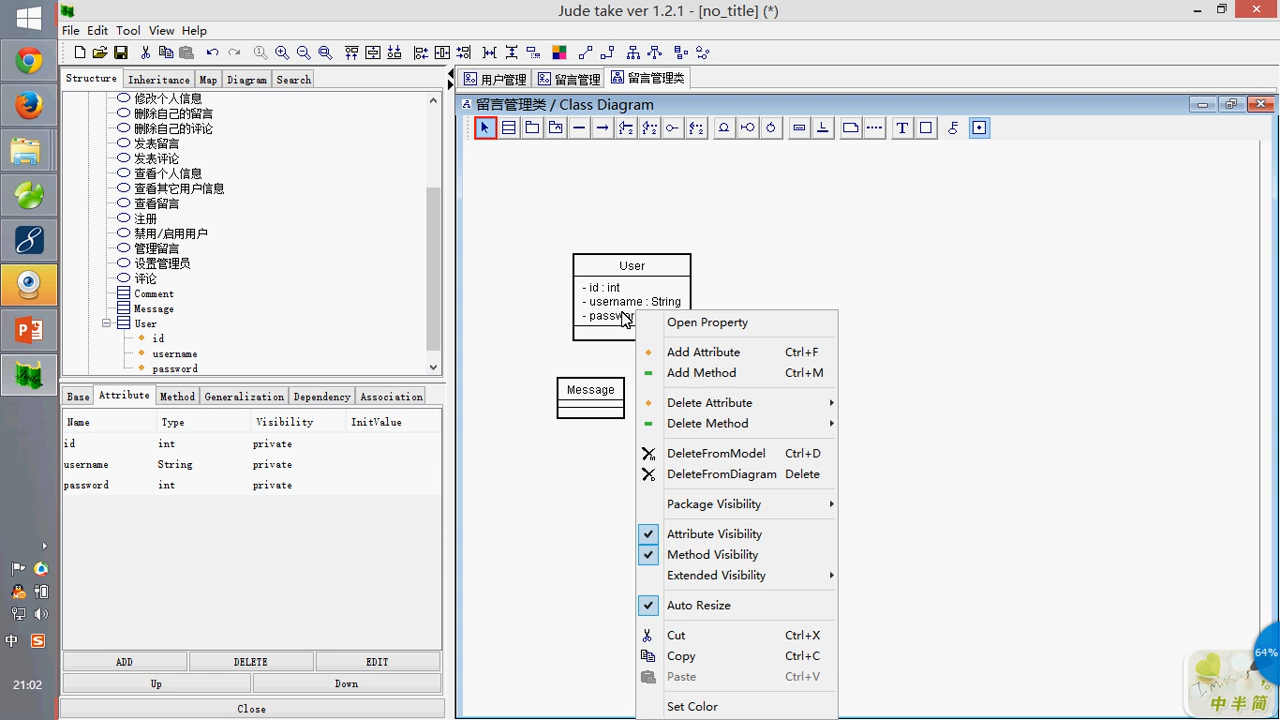 Jude take ver 1.2.1 - [no_title] (*)
File Edit Tool View Help
Structure Inheritance Map Diagram Search
修改个人信息
删除自己的留言
删除自己的评论
发表留言
发表评论
查看个人信息
查看其它用户信息
查看留言
注册
禁用/启用用户
管理留言
设置管理员
评论
Comment
Message
User
id
username
password
Base Attribute Method Generalization Dependency Association
Name Type Visibility InitValue
id int private
username String private
password int private
ADD DELETE EDIT
Up Down
Close
用户管理 留言管理 留言管理类
留言管理类 / Class Diagram
User
- id : int
- username : String
- passwor
Message
Open Property
Add Attribute Ctrl+F
Add Method Ctrl+M
Delete Attribute
Delete Method
DeleteFromModel Ctrl+D
DeleteFromDiagram Delete
Package Visibility
Attribute Visibility
Method Visibility
Extended Visibility
Auto Resize
Cut Ctrl+X
Copy Ctrl+C
Paste Ctrl+V
Set Color
中
21:02
64%
中半简